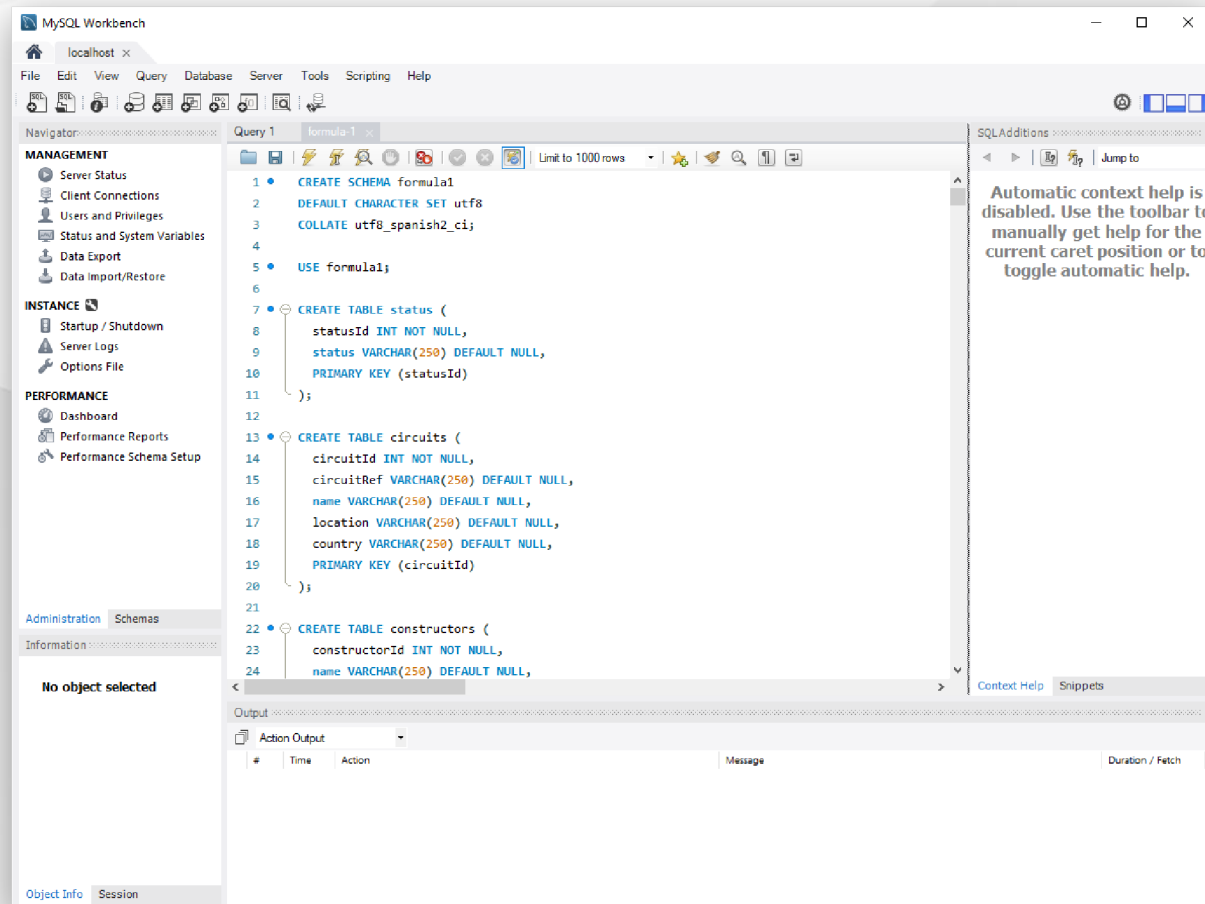 MySQL Workbench
localhost ×
File Edit View Query Database Server Tools Scripting Help
Navigator
MANAGEMENT
Server Status
Client Connections
Users and Privileges
Status and System Variables
Data Export
Data Import/Restore
INSTANCE
Startup / Shutdown
Server Logs
Options File
PERFORMANCE
Dashboard
Performance Reports
Performance Schema Setup
Administration Schemas
Information
No object selected
Object Info Session
Query 1 formula-1 ×
Limit to 1000 rows
1 CREATE SCHEMA formula1
2 DEFAULT CHARACTER SET utf8
3 COLLATE utf8_spanish2_ci;
4
5 USE formula1;
6
7 CREATE TABLE status (
8 statusId INT NOT NULL,
9 status VARCHAR(250) DEFAULT NULL,
10 PRIMARY KEY (statusId)
11 );
12
13 CREATE TABLE circuits (
14 circuitId INT NOT NULL,
15 circuitRef VARCHAR(250) DEFAULT NULL,
16 name VARCHAR(250) DEFAULT NULL,
17 location VARCHAR(250) DEFAULT NULL,
18 country VARCHAR(250) DEFAULT NULL,
19 PRIMARY KEY (circuitId)
20 );
21
22 CREATE TABLE constructors (
23 constructorId INT NOT NULL,
24 name VARCHAR(250) DEFAULT NULL,
SQLAdditions
Jump to
Automatic context help is
disabled. Use the toolbar to
manually get help for the
current caret position or to
toggle automatic help.
Context Help Snippets
Output
Action Output
# Time Action Message Duration / Fetch